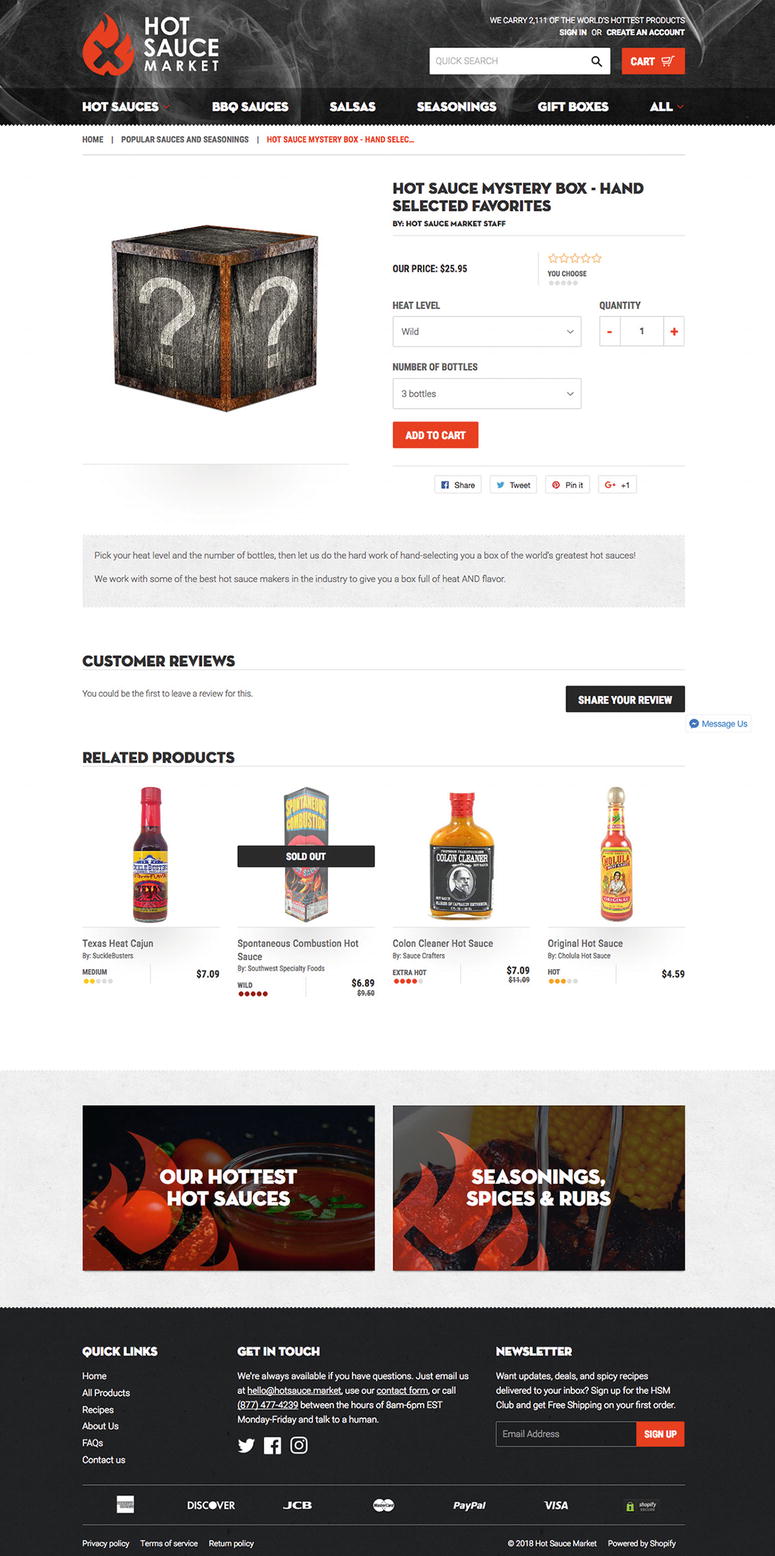 HOT
SAUCE
MARKET
WE CARRY 2,111 OF THE WORLD'S HOTTEST PRODUCTS
SIGN IN OR CREATE AN ACCOUNT
QUICK SEARCH
CART
HOT SAUCES BBQ SAUCES SALSAS SEASONINGS GIFT BOXES ALL
HOME | POPULAR SAUCES AND SEASONINGS | HOT SAUCE MYSTERY BOX - HAND SELEC...
? ?
HOT SAUCE MYSTERY BOX - HAND
SELECTED FAVORITES
BY: HOT SAUCE MARKET STAFF
OUR PRICE: $25.95
YOU CHOOSE
HEAT LEVEL
QUANTITY
Wild
- 1 +
NUMBER OF BOTTLES
3 bottles
ADD TO CART
Share Tweet Pin it G+ +1
Pick your heat level and the number of bottles, then let us do the hard work of hand-selecting you a box of the world's greatest hot sauces!
We work with some of the best hot sauce makers in the industry to give you a box full of heat AND flavor.
CUSTOMER REVIEWS
You could be the first to leave a review for this.
SHARE YOUR REVIEW
Message Us
RELATED PRODUCTS
TEXAS
SPONTANEOUS
COMBUSTION
SOLD OUT
COLON CLEANER
HOT SAUCE
CHOLULA
ORIGINAL
Texas Heat Cajun
By: SuckleBusters
MEDIUM
$7.09
Spontaneous Combustion Hot
Sauce
By: Southwest Specialty Foods
WILD
$6.89
$9.50
Colon Cleaner Hot Sauce
By: Sauce Crafters
EXTRA HOT
$7.09
$11.09
Original Hot Sauce
By: Cholula Hot Sauce
HOT
$4.59
OUR HOTTEST
HOT SAUCES
SEASONINGS,
SPICES & RUBS
QUICK LINKS
Home
All Products
Recipes
About Us
FAQs
Contact us
GET IN TOUCH
We're always available if you have questions. Just email us
at hello@hotsauce.market, use our contact form, or call
(877) 477-4239 between the hours of 8am-6pm EST
Monday-Friday and talk to a human.
NEWSLETTER
Want updates, deals, and spicy recipes
delivered to your inbox? Sign up for the HSM
Club and get Free Shipping on your first order.
Email Address
SIGN UP
DISCOVER JCB MasterCard PayPal VISA shopify
SECURE
Privacy policy Terms of service Return policy
© 2018 Hot Sauce Market Powered by Shopify